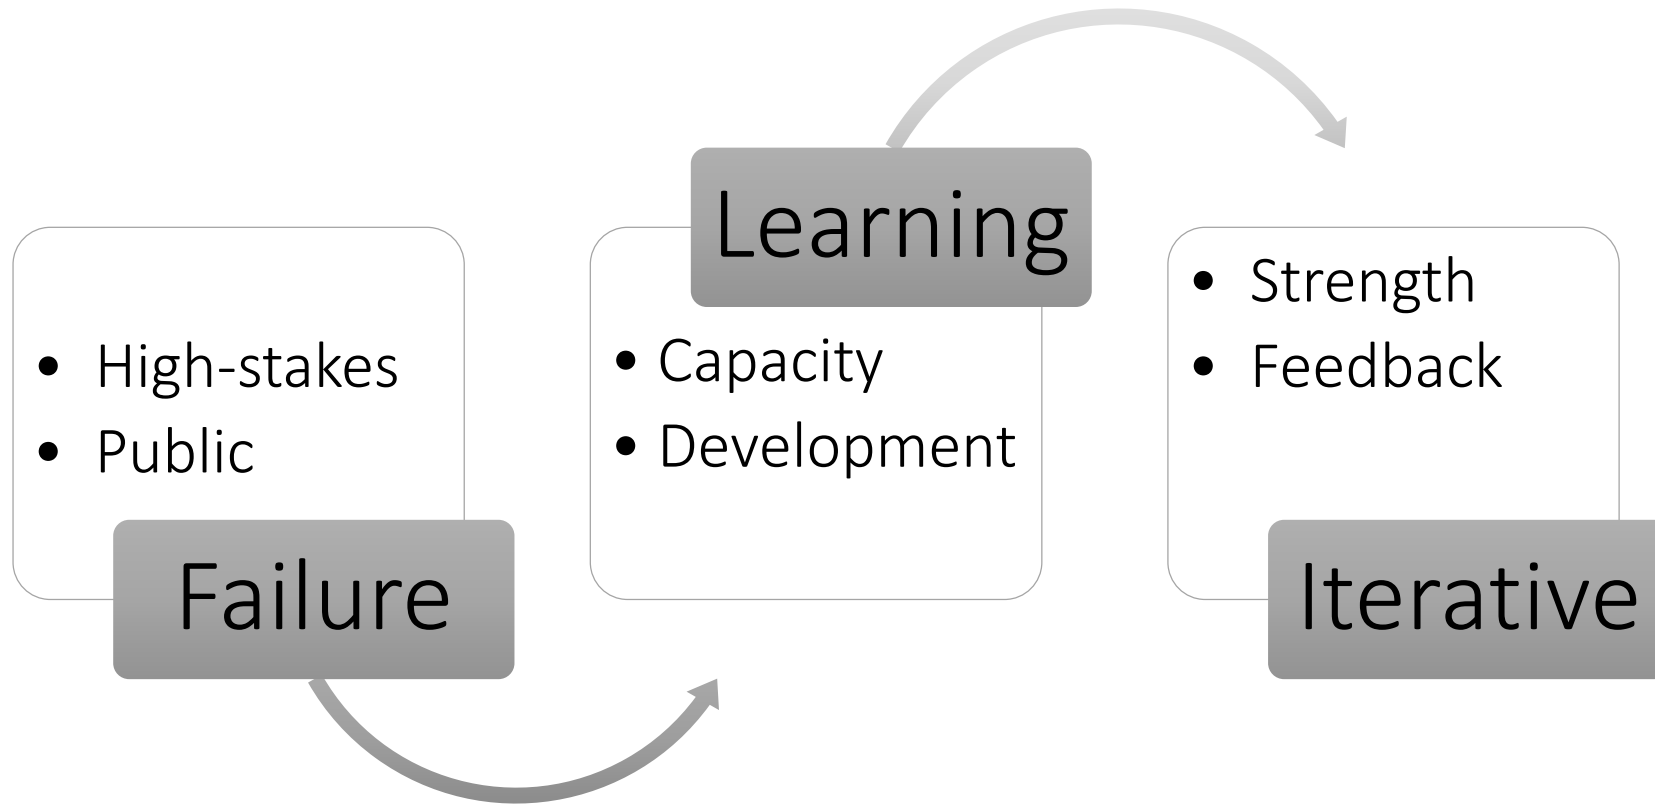 • High-stakes
• Public
Failure
Learning
• Capacity
• Development
• Strength
• Feedback
Iterative